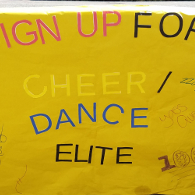 SIGN UP FOR
CHEER /
DANCE
ELITE